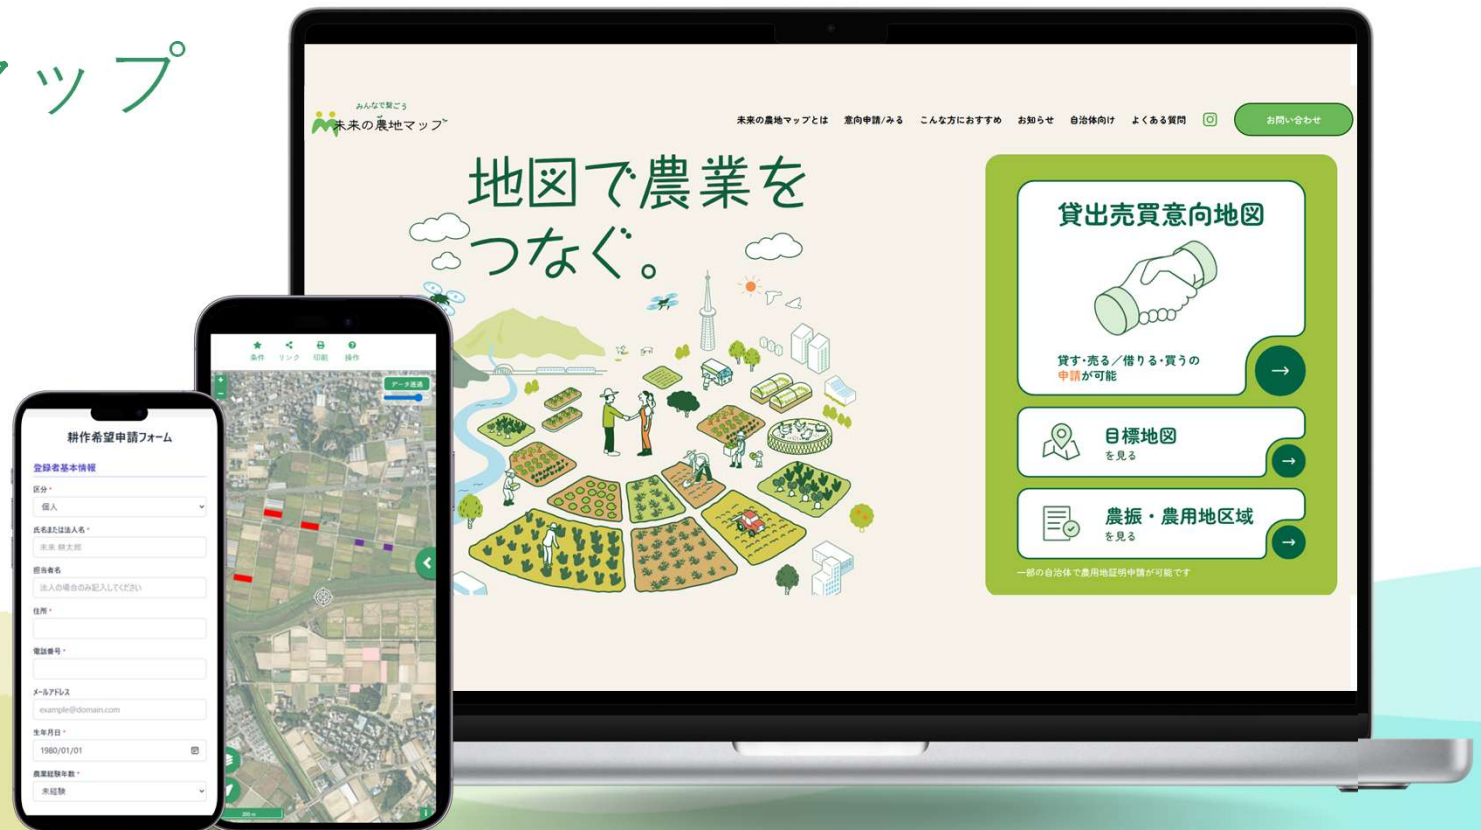 マップ
みんなで繋ごう
未来の農地マップ
未来の農地マップとは 意向申請/みる こんな方におすすめ お知らせ 自治体向け よくある質問 お問い合わせ
地図で農業を
つなぐ。
貸出売買意向地図
貸す・売る／借りる・買うの
申請が可能
目標地図
を見る
農振・農用地区域
を見る
一部の自治体で農用地証明申請が可能です
条件 リンク 印刷 操作
データ透過
300 m
耕作希望申請フォーム
登録者基本情報
区分 *
個人
氏名または法人名 *
未来 耕太郎
担当者名
法人の場合のみ記入してください
住所 *
電話番号 *
メールアドレス
example@domain.com
生年月日 *
1980/01/01
農業経験年数 *
未経験